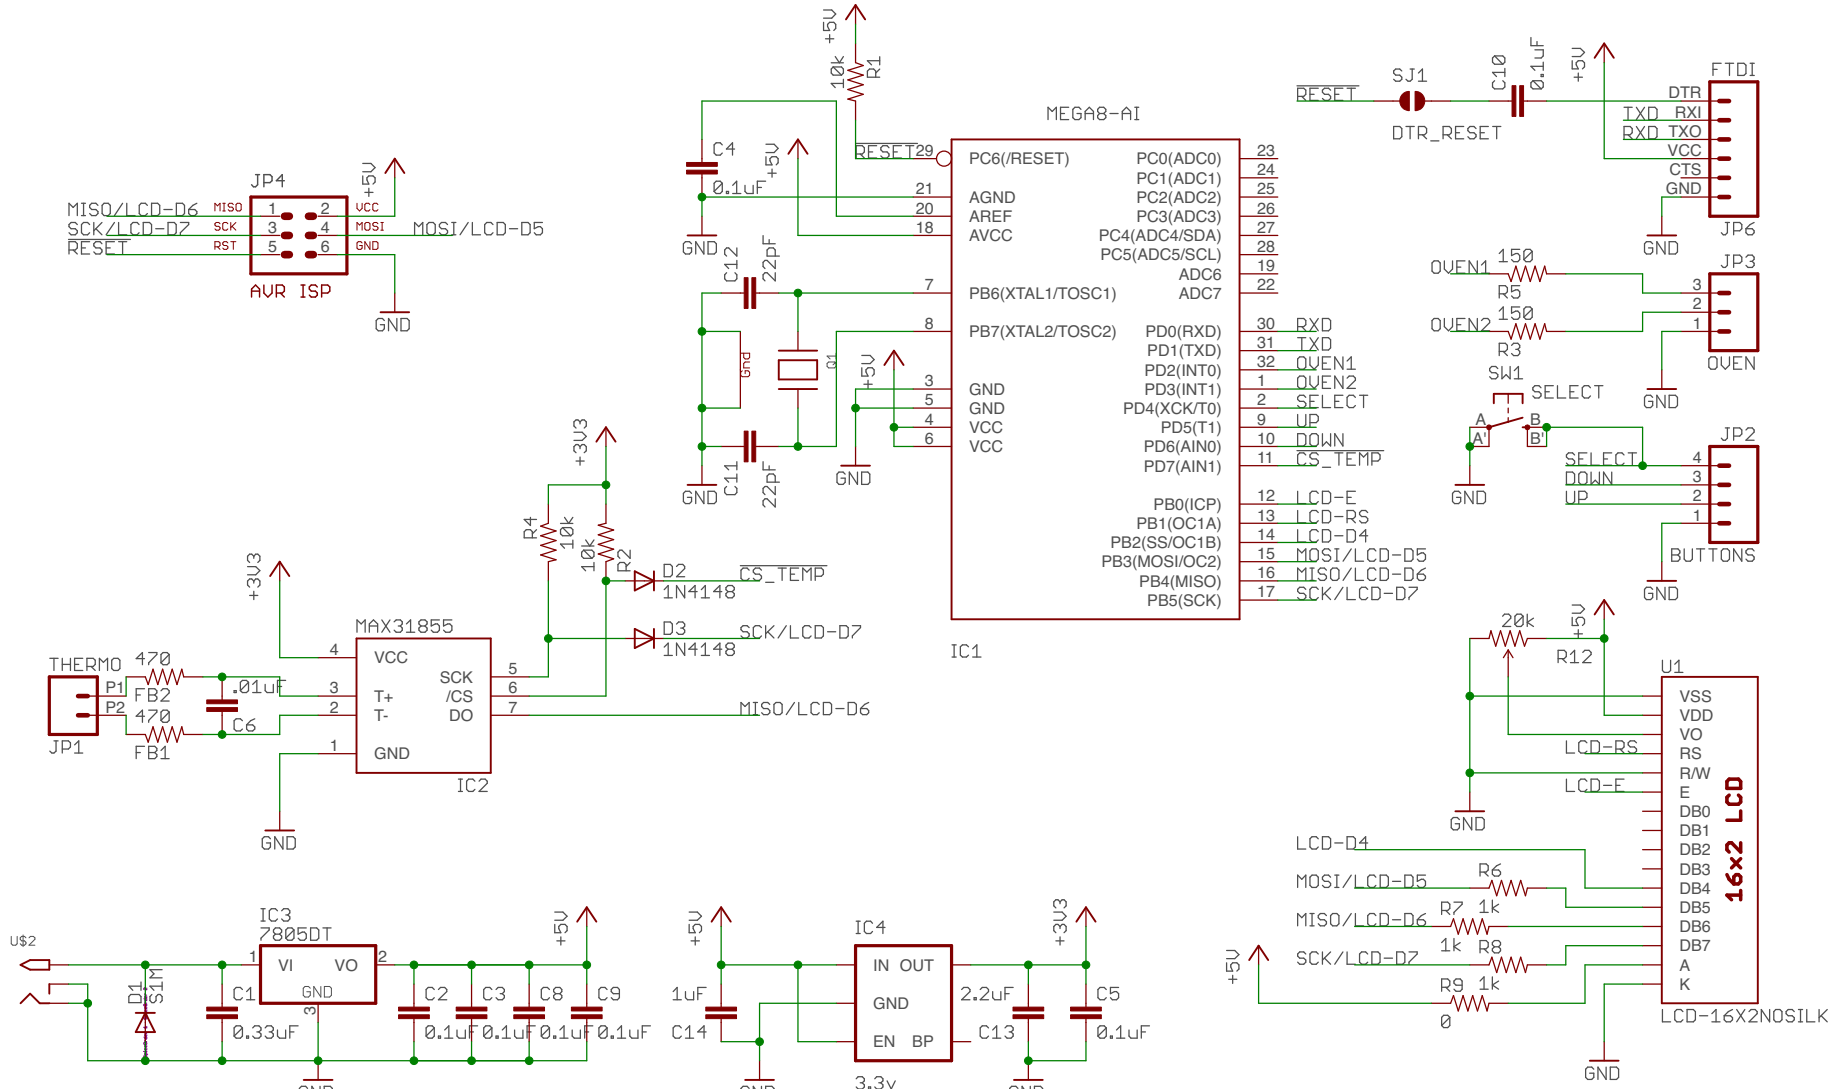 +5V
10k
R1
RESET
C4
0.1uF
+5V
GND
MEGA8-AI
29 PC6(/RESET)
21 AGND
20 AREF
18 AVCC
7 PB6(XTAL1/TOSC1)
8 PB7(XTAL2/TOSC2)
3 GND
5 GND
4 VCC
6 VCC
PC0(ADC0) 23
PC1(ADC1) 24
PC2(ADC2) 25
PC3(ADC3) 26
PC4(ADC4/SDA) 27
PC5(ADC5/SCL) 28
ADC6 19
ADC7 22
PD0(RXD) 30 RXD
PD1(TXD) 31 TXD
PD2(INT0) 32 OVEN1
PD3(INT1) 1 OVEN2
PD4(XCK/T0) 2 SELECT
PD5(T1) 9 UP
PD6(AIN0) 10 DOWN
PD7(AIN1) 11 CS_TEMP
PB0(ICP) 12 LCD-E
PB1(OC1A) 13 LCD-RS
PB2(SS/OC1B) 14 LCD-D4
PB3(MOSI/OC2) 15 MOSI/LCD-D5
PB4(MISO) 16 MISO/LCD-D6
PB5(SCK) 17 SCK/LCD-D7
IC1
C12
22pF
Gnd
Q1
+5V
C11
22pF
GND
GND
JP4
+5V
MISO/LCD-D6 MISO 1 2 VCC
SCK/LCD-D7 SCK 3 4 MOSI MOSI/LCD-D5
RESET RST 5 6 GND
AVR ISP
GND
RESET
SJ1
DTR_RESET
C10
0.1uF
+5V
FTDI
DTR
TXD RXI
RXD TXO
VCC
CTS
GND
JP6
GND
OVEN1 150
R5
OVEN2 150
R3
JP3
3
2
1
OVEN
GND
SW1
SELECT
A B
A' B'
GND
JP2
SELECT 4
DOWN 3
UP 2
1
BUTTONS
GND
+3V3
R4
10k
10k
R2
D2
1N4148
CS_TEMP
D3
1N4148
SCK/LCD-D7
+3V3
MAX31855
4 VCC
3 T+
2 T-
1 GND
SCK 5
/CS 6
DO 7
MISO/LCD-D6
IC2
THERMO
P1
P2
JP1
470
FB2
470
FB1
.01uF
C6
GND
20k
R12
+5V
U1
VSS
VDD
VO
LCD-RS RS
R/W
LCD-E E
DB0
DB1
DB2
DB3
LCD-D4 DB4
MOSI/LCD-D5 R6 1k DB5
MISO/LCD-D6 R7 1k DB6
SCK/LCD-D7 R8 1k DB7
+5V R9 0 A
K
16x2 LCD
LCD-16X2NOSILK
GND
GND
U$2
D1
S1M
C1
0.33uF
IC3
7805DT
1 VI VO 2
GND
3
C2
0.1uF
C3
0.1uF
C8
0.1uF
C9
0.1uF
+5V
GND
+5V
1uF
C14
GND
IC4
IN OUT
GND
EN BP
3.3v
2.2uF
C13
+3V3
C5
0.1uF
GND